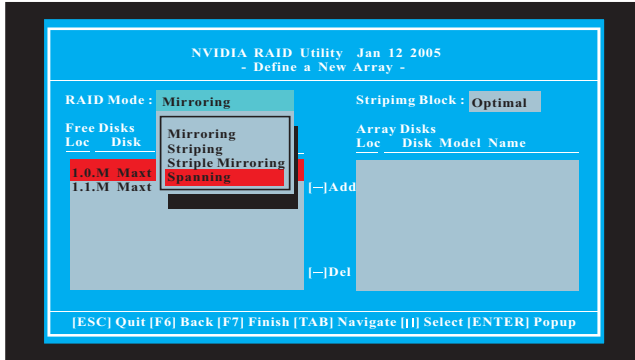 NVIDIA RAID Utility Jan 12 2005
- Define a New Array -
RAID Mode : Mirroring
Stripimg Block : Optimal
Free Disks
Loc Disk
Array Disks
Loc Disk Model Name
Mirroring
Striping
Striple Mirroring
Spanning
1.0.M Maxt
1.1.M Maxt
[─]Add
[─]Del
[ESC] Quit [F6] Back [F7] Finish [TAB] Navigate [||] Select [ENTER] Popup